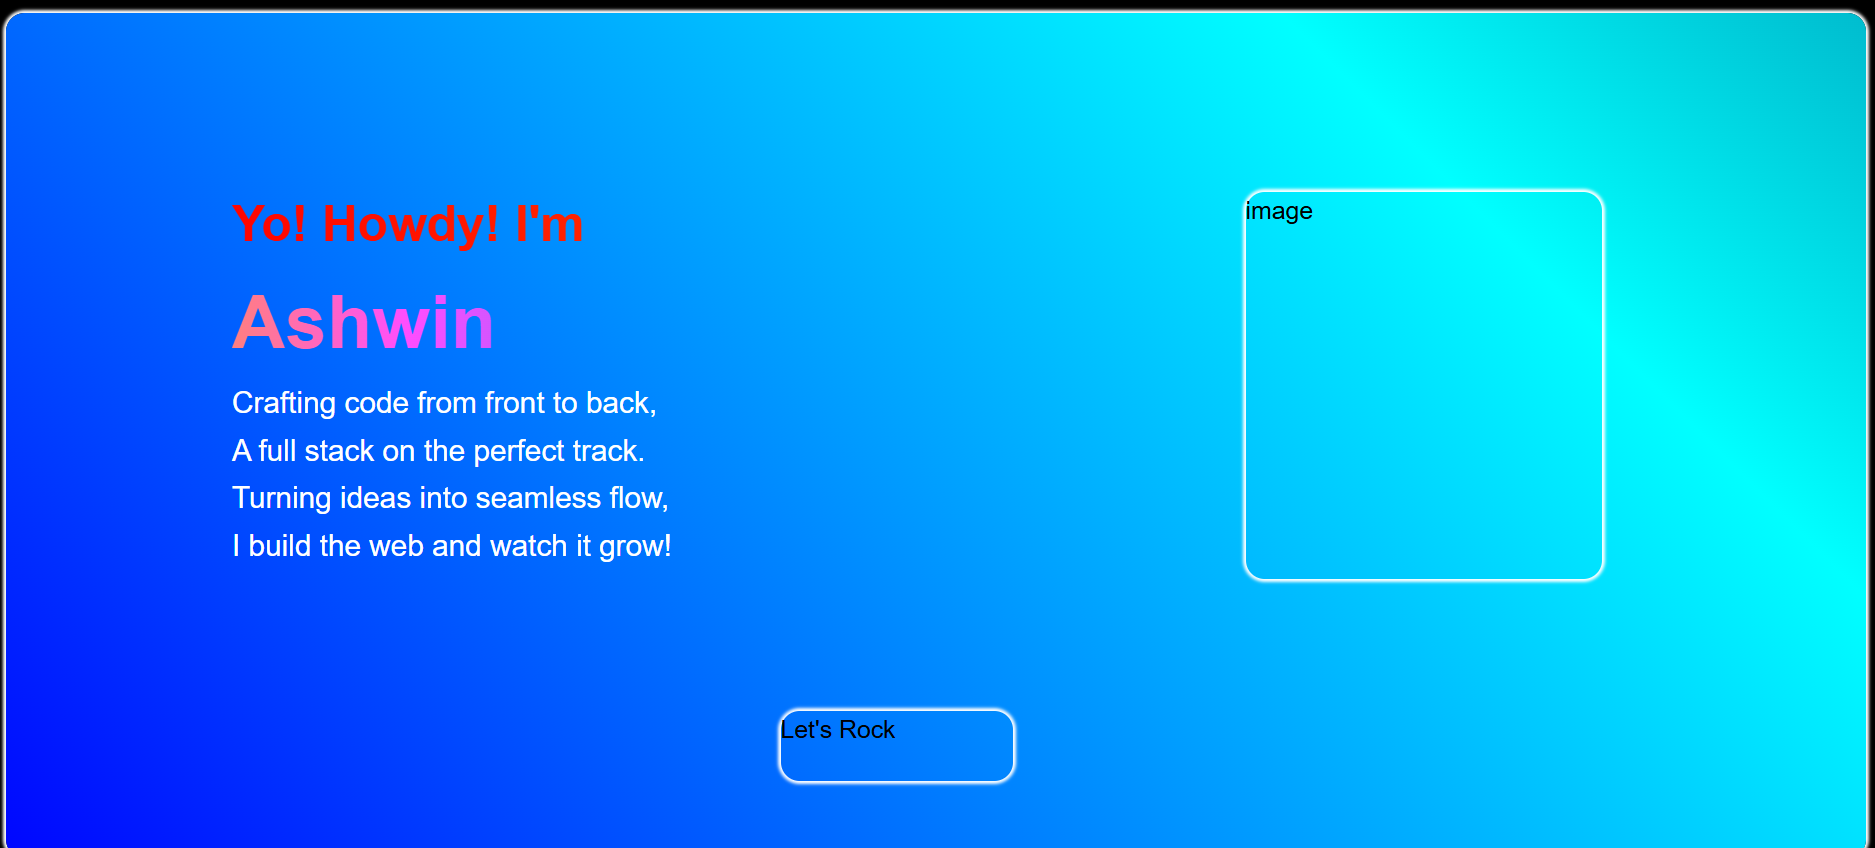 Yo! Howdy! I'm
Ashwin
Crafting code from front to back,
A full stack on the perfect track.
Turning ideas into seamless flow,
I build the web and watch it grow!
image
Let's Rock